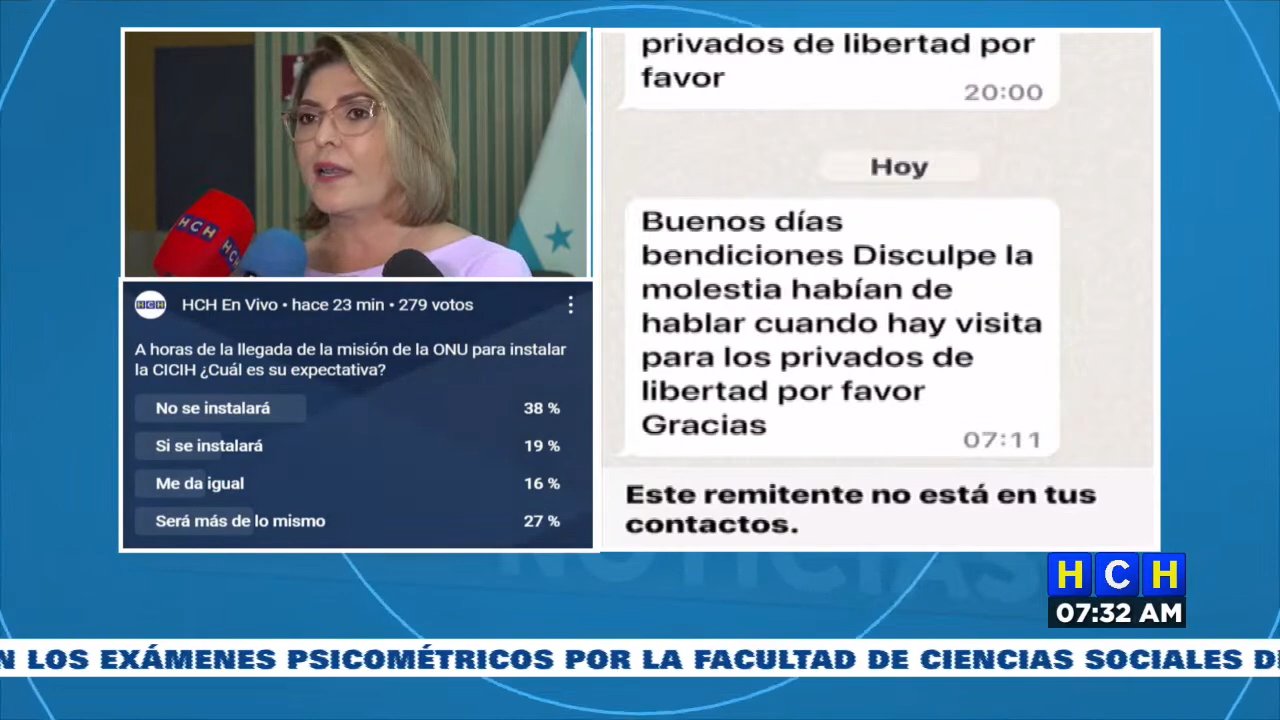 HCH
HCH
HCH En Vivo • hace 23 min • 279 votos
A horas de la llegada de la misión de la ONU para instalar
la CICIH ¿Cuál es su expectativa?
No se instalará 38 %
Si se instalará 19 %
Me da igual 16 %
Será más de lo mismo 27 %
privados de libertad por
favor
20:00
Hoy
Buenos días
bendiciones Disculpe la
molestia habían de
hablar cuando hay visita
para los privados de
libertad por favor
Gracias
07:11
Este remitente no está en tus
contactos.
NOTICIAS
HCH
07:32 AM
N LOS EXÁMENES PSICOMÉTRICOS POR LA FACULTAD DE CIENCIAS SOCIALES D